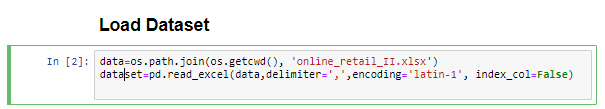 Load Dataset
In [2]: data=os.path.join(os.getcwd(), 'online_retail_II.xlsx')
dataset=pd.read_excel(data,delimiter=',',encoding='latin-1', index_col=False)